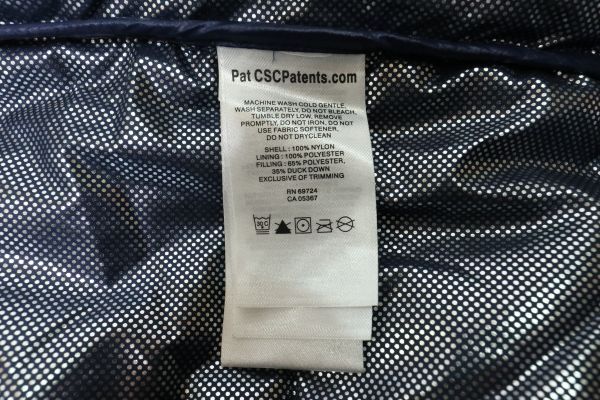 Pat CSCPatents.com
MACHINE WASH COLD GENTLE,
WASH SEPARATELY, DO NOT BLEACH,
TUMBLE DRY LOW, REMOVE
PROMPTLY, DO NOT IRON, DO NOT
USE FABRIC SOFTENER,
DO NOT DRYCLEAN
SHELL : 100% NYLON
LINING : 100% POLYESTER
FILLING : 65% POLYESTER,
35% DUCK DOWN
EXCLUSIVE OF TRIMMING
RN 69724
CA 05367
30 C